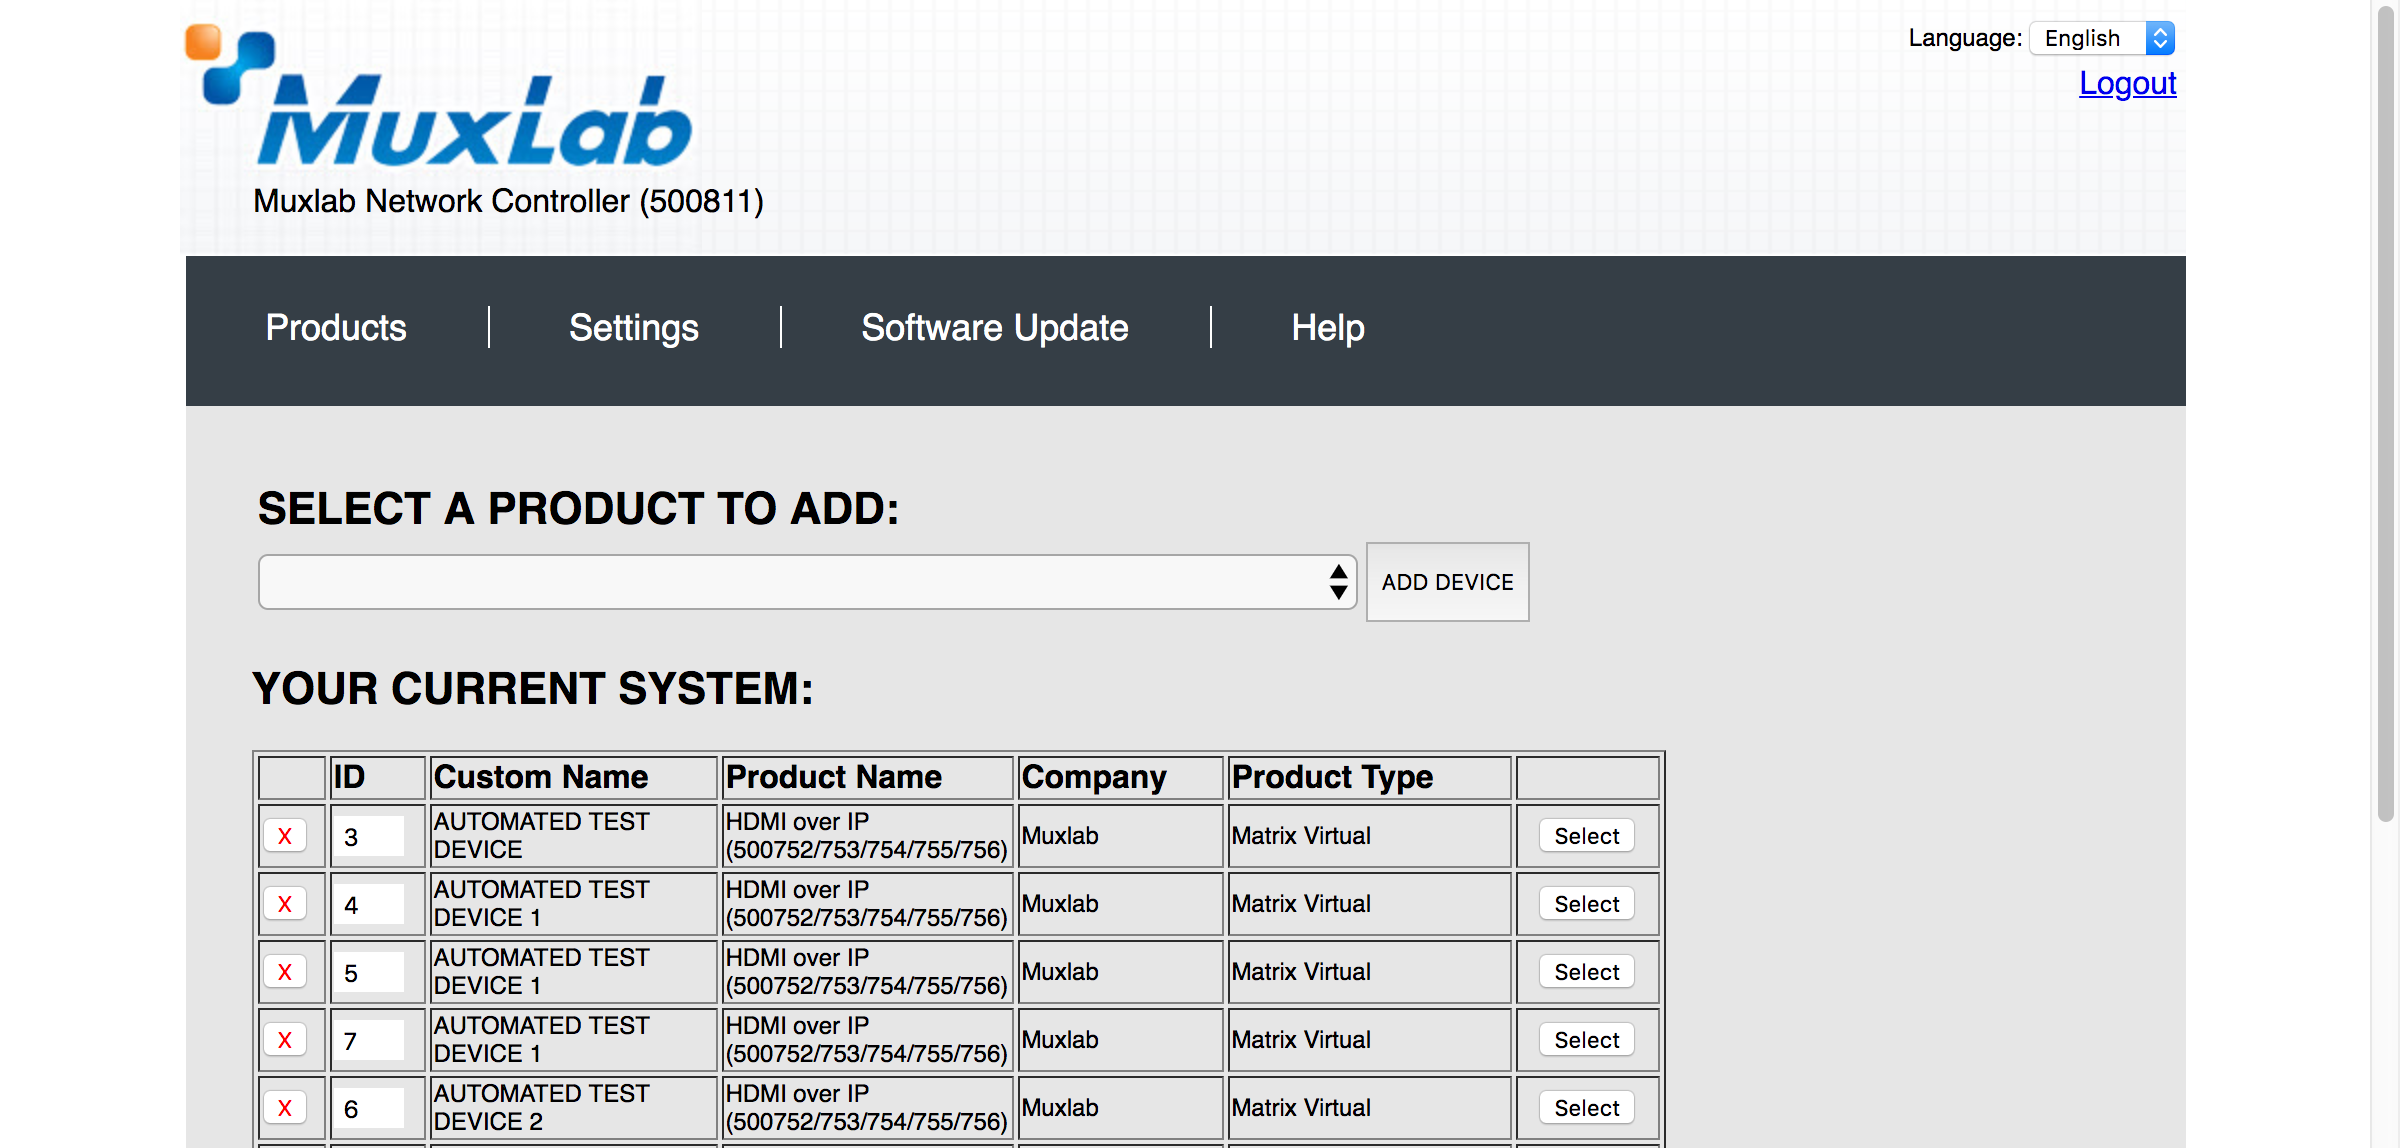 MuxLab
Language: English
Logout
Muxlab Network Controller (500811)
Products Settings Software Update Help
SELECT A PRODUCT TO ADD:
ADD DEVICE
YOUR CURRENT SYSTEM:
ID Custom Name Product Name Company Product Type
X 3 AUTOMATED TEST DEVICE HDMI over IP (500752/753/754/755/756) Muxlab Matrix Virtual Select
X 4 AUTOMATED TEST DEVICE 1 HDMI over IP (500752/753/754/755/756) Muxlab Matrix Virtual Select
X 5 AUTOMATED TEST DEVICE 1 HDMI over IP (500752/753/754/755/756) Muxlab Matrix Virtual Select
X 7 AUTOMATED TEST DEVICE 1 HDMI over IP (500752/753/754/755/756) Muxlab Matrix Virtual Select
X 6 AUTOMATED TEST DEVICE 2 HDMI over IP (500752/753/754/755/756) Muxlab Matrix Virtual Select